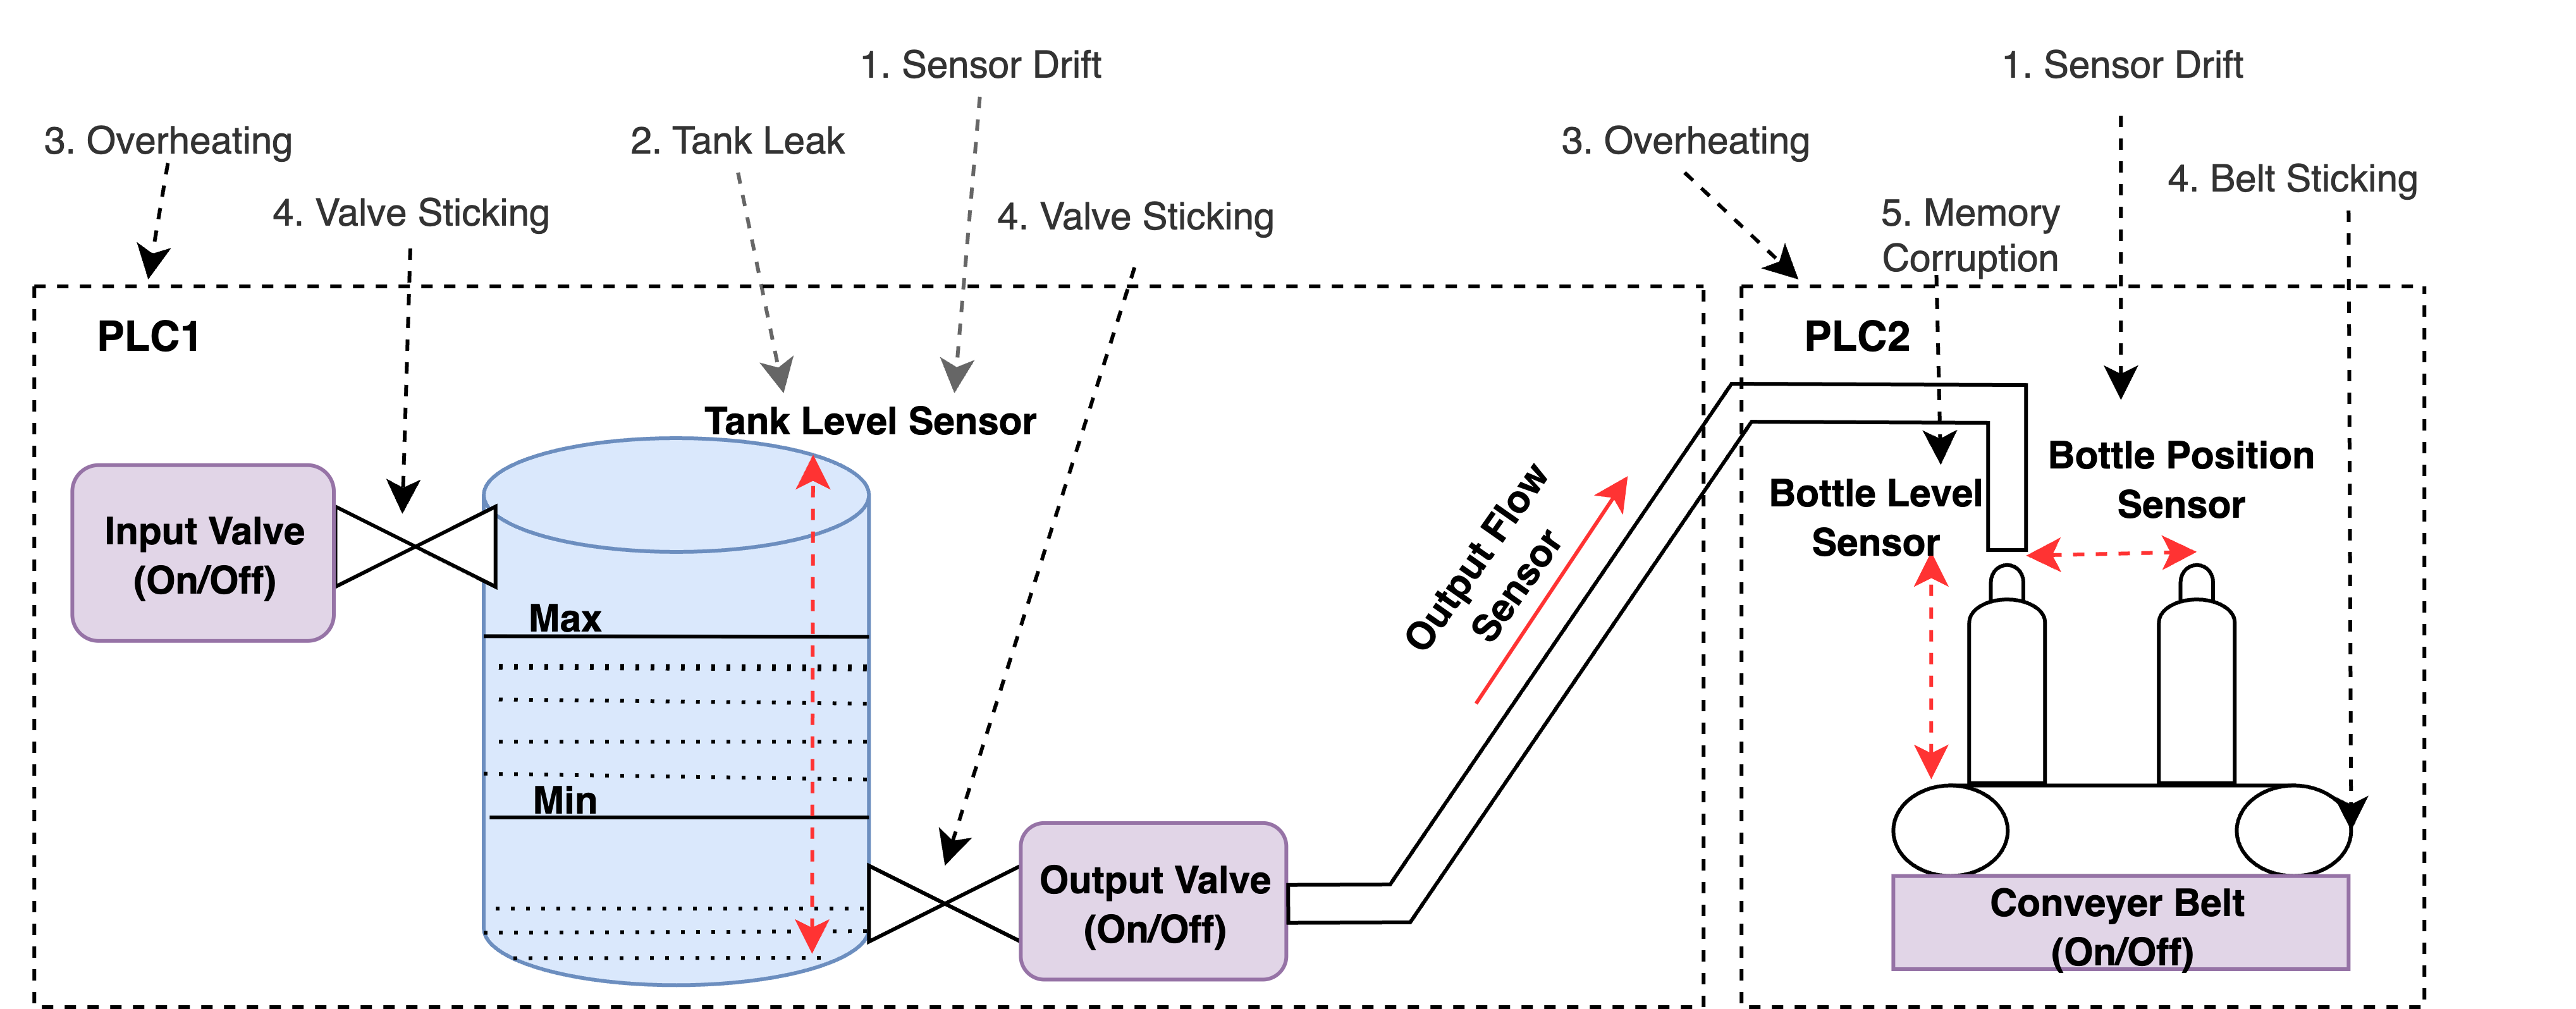 1. Sensor Drift
1. Sensor Drift
3. Overheating
2. Tank Leak
3. Overheating
4. Belt Sticking
4. Valve Sticking
4. Valve Sticking
5. Memory
Corruption
PLC1
PLC2
Tank Level Sensor
Bottle Position
Sensor
Bottle Level
Sensor
Input Valve
(On/Off)
Output Flow
Sensor
Max
Min
Output Valve
(On/Off)
Conveyer Belt
(On/Off)